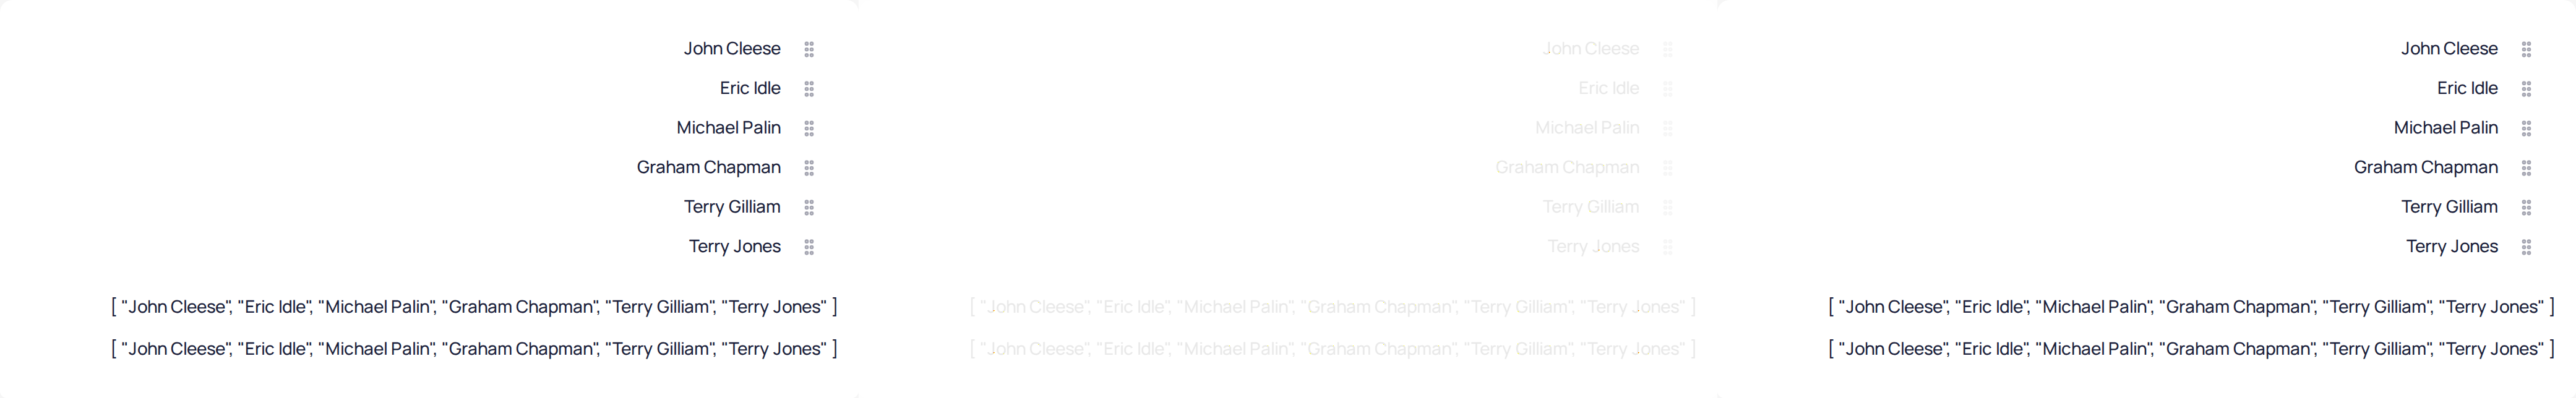 John Cleese
Eric Idle
Michael Palin
Graham Chapman
Terry Gilliam
Terry Jones
[ "John Cleese", "Eric Idle", "Michael Palin", "Graham Chapman", "Terry Gilliam", "Terry Jones" ]
[ "John Cleese", "Eric Idle", "Michael Palin", "Graham Chapman", "Terry Gilliam", "Terry Jones" ]
John Cleese
Eric Idle
Michael Palin
Graham Chapman
Terry Gilliam
Terry Jones
[ "John Cleese", "Eric Idle", "Michael Palin", "Graham Chapman", "Terry Gilliam", "Terry Jones" ]
[ "John Cleese", "Eric Idle", "Michael Palin", "Graham Chapman", "Terry Gilliam", "Terry Jones" ]
John Cleese
Eric Idle
Michael Palin
Graham Chapman
Terry Gilliam
Terry Jones
[ "John Cleese", "Eric Idle", "Michael Palin", "Graham Chapman", "Terry Gilliam", "Terry Jones" ]
[ "John Cleese", "Eric Idle", "Michael Palin", "Graham Chapman", "Terry Gilliam", "Terry Jones" ]